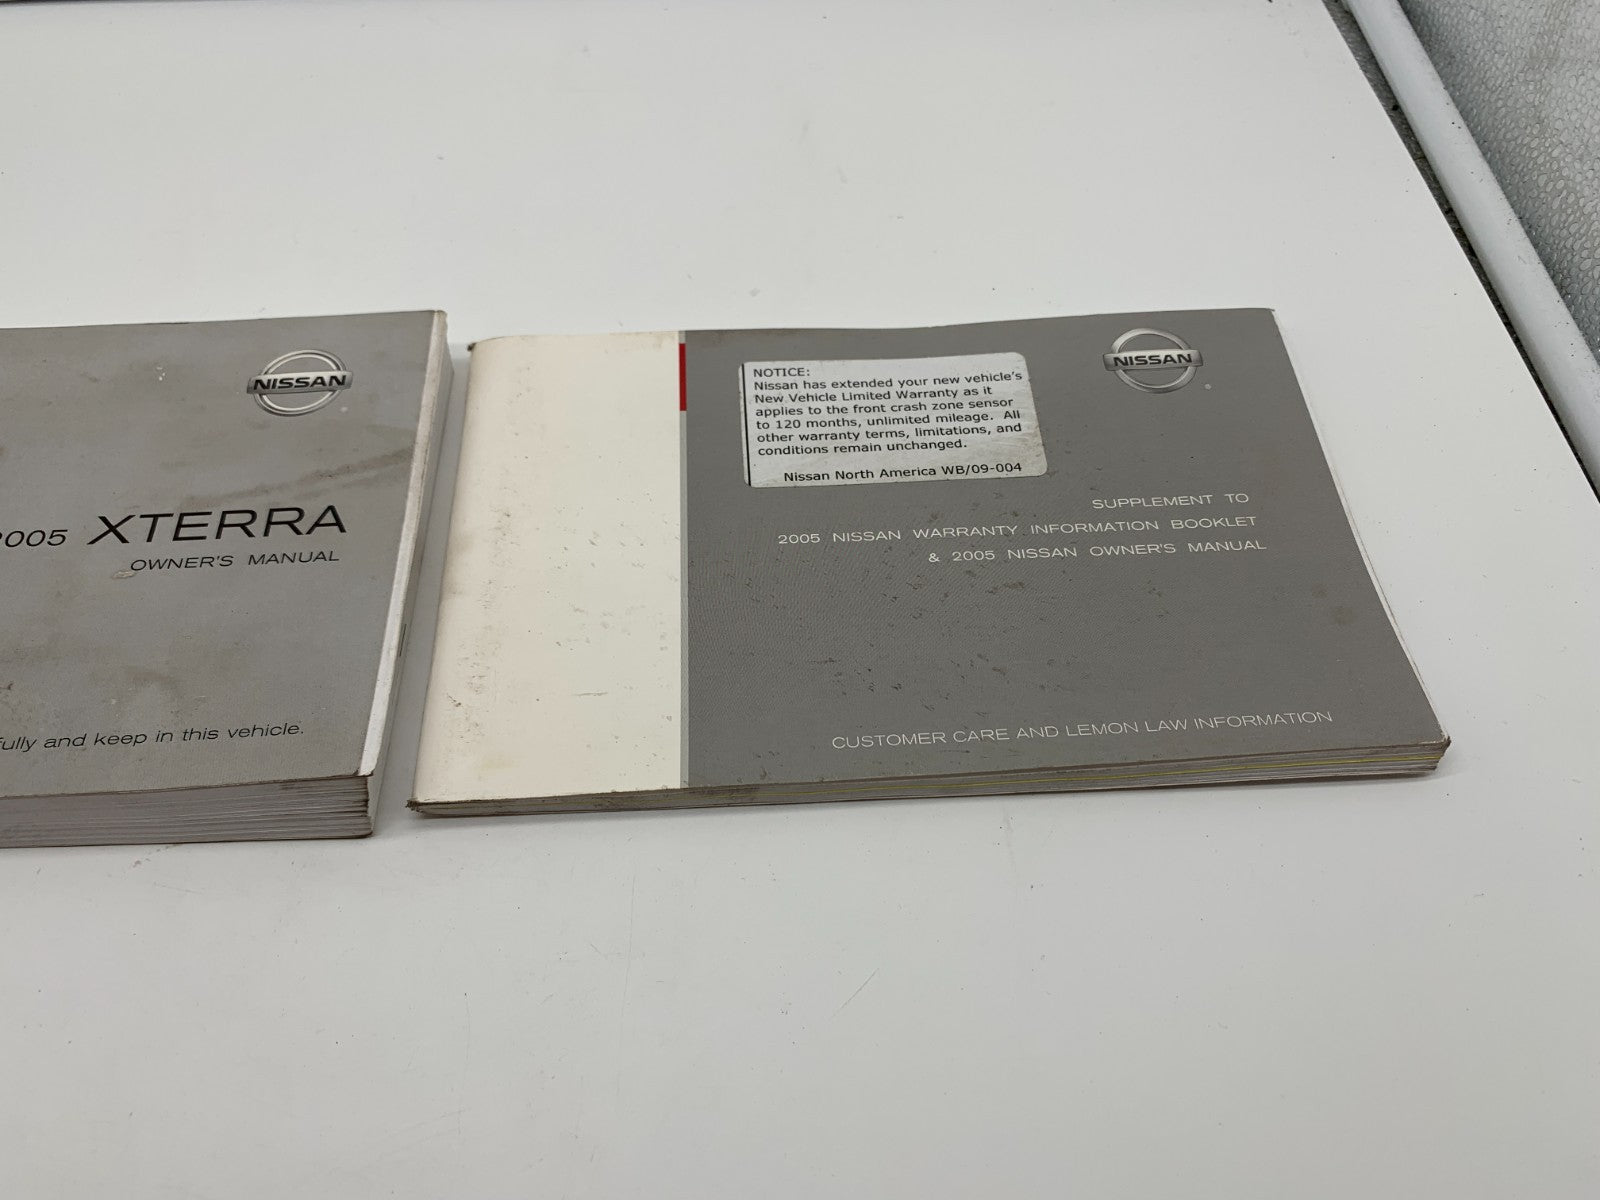 NISSAN
2005 XTERRA
OWNER'S MANUAL
and keep in this vehicle.
NOTICE:
Nissan has extended your new vehicle's
New Vehicle Limited Warranty as it
applies to the front crash zone sensor
to 120 months, unlimited mileage. All
other warranty terms, limitations, and
conditions remain unchanged.
Nissan North America WB/09-004
NISSAN
SUPPLEMENT TO
2005 NISSAN WARRANTY INFORMATION BOOKLET
& 2005 NISSAN OWNER'S MANUAL
CUSTOMER CARE AND LEMON LAW INFORMATION